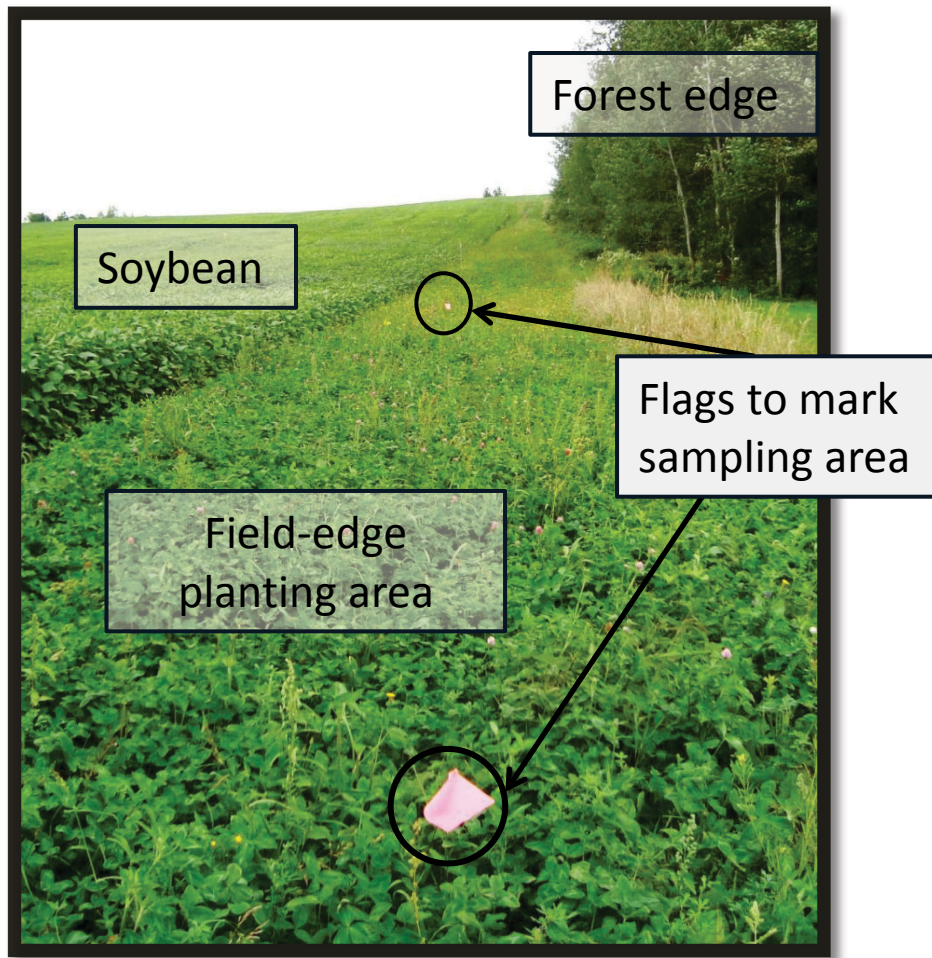 Forest edge
Soybean
Flags to mark
sampling area
Field-edge
planting area